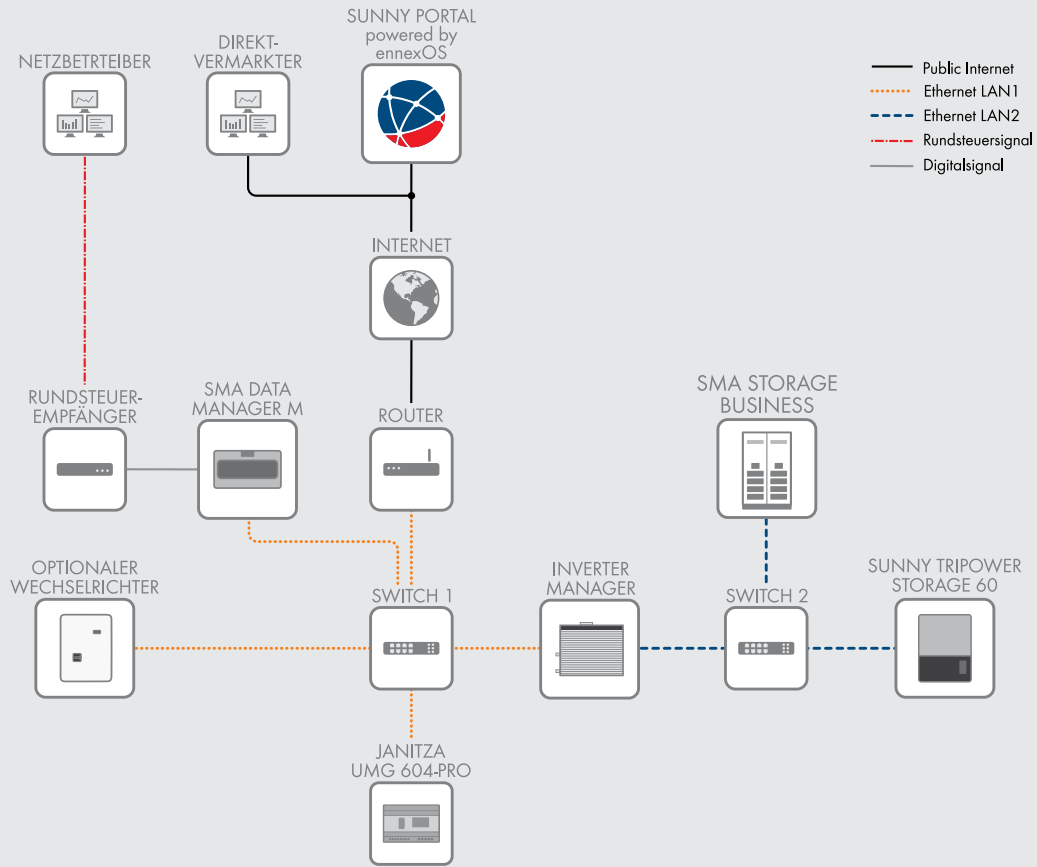 SUNNY PORTAL
powered by
ennexOS
DIREKT-
VERMARKTER
NETZBETRTEIBER
Public Internet
Ethernet LAN1
Ethernet LAN2
Rundsteuersignal
Digitalsignal
INTERNET
RUNDSTEUER-
EMPFÄNGER
SMA DATA
MANAGER M
ROUTER
SMA STORAGE
BUSINESS
OPTIONALER
WECHSELRICHTER
SWITCH 1
INVERTER
MANAGER
SWITCH 2
SUNNY TRIPOWER
STORAGE 60
JANITZA
UMG 604-PRO